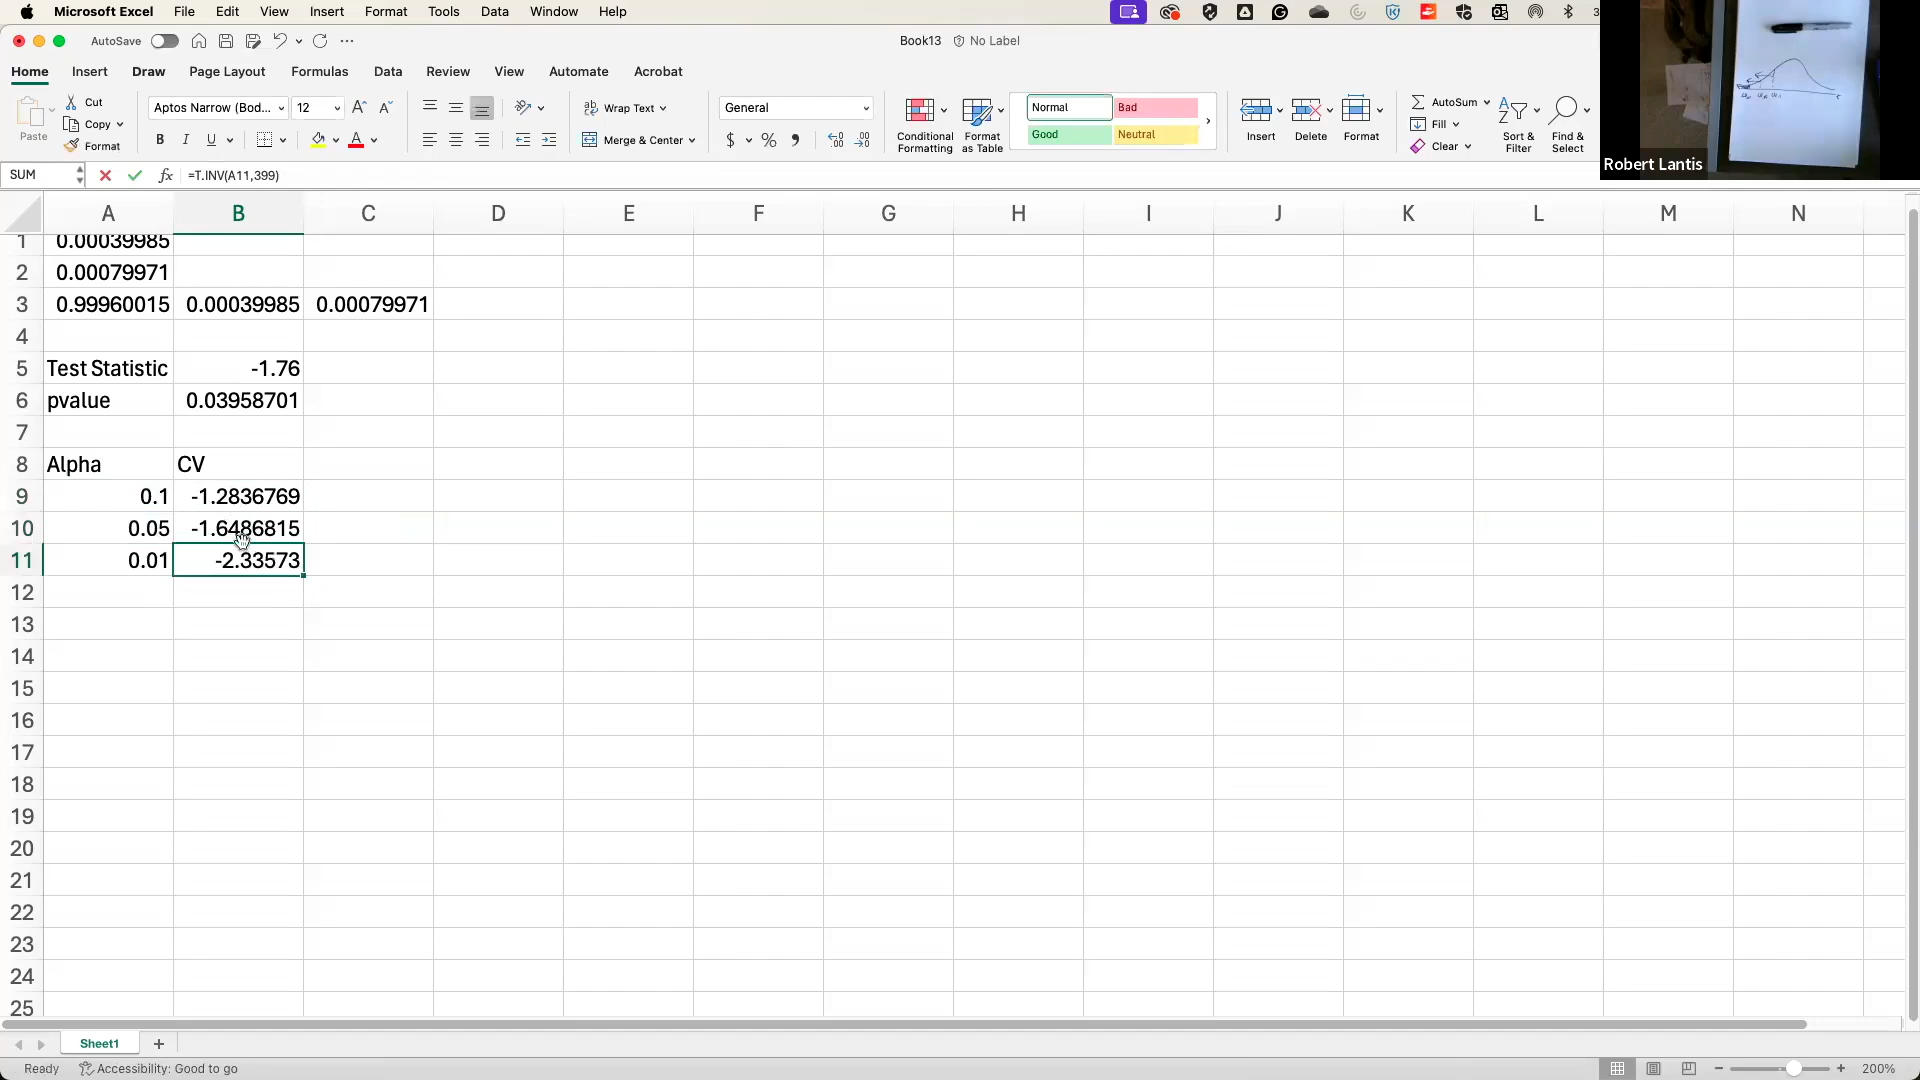 Microsoft Excel File Edit View Insert Format Tools Data Window Help
AutoSave Book13 No Label
Home Insert Draw Page Layout Formulas Data Review View Automate Acrobat
Paste Cut Copy Format
Aptos Narrow (Bod... 12
B I U A
Wrap Text
Merge & Center
General
$ % 9
Conditional Formatting
Format as Table
Normal Bad
Good Neutral
Insert Delete Format
AutoSum
Fill
Clear
Sort & Filter
Find & Select
Robert Lantis
SUM fx =T.INV(A11,399)
A B C D E F G H I J K L M N
1 0.00039985
2 0.00079971
3 0.99960015 0.00039985 0.00079971
4
5 Test Statistic -1.76
6 pvalue 0.03958701
7
8 Alpha CV
9 0.1 -1.2836769
10 0.05 -1.6486815
11 0.01 -2.33573
12
13
14
15
16
17
18
19
20
21
22
23
24
25
Sheet1 +
Ready Accessibility: Good to go 200%